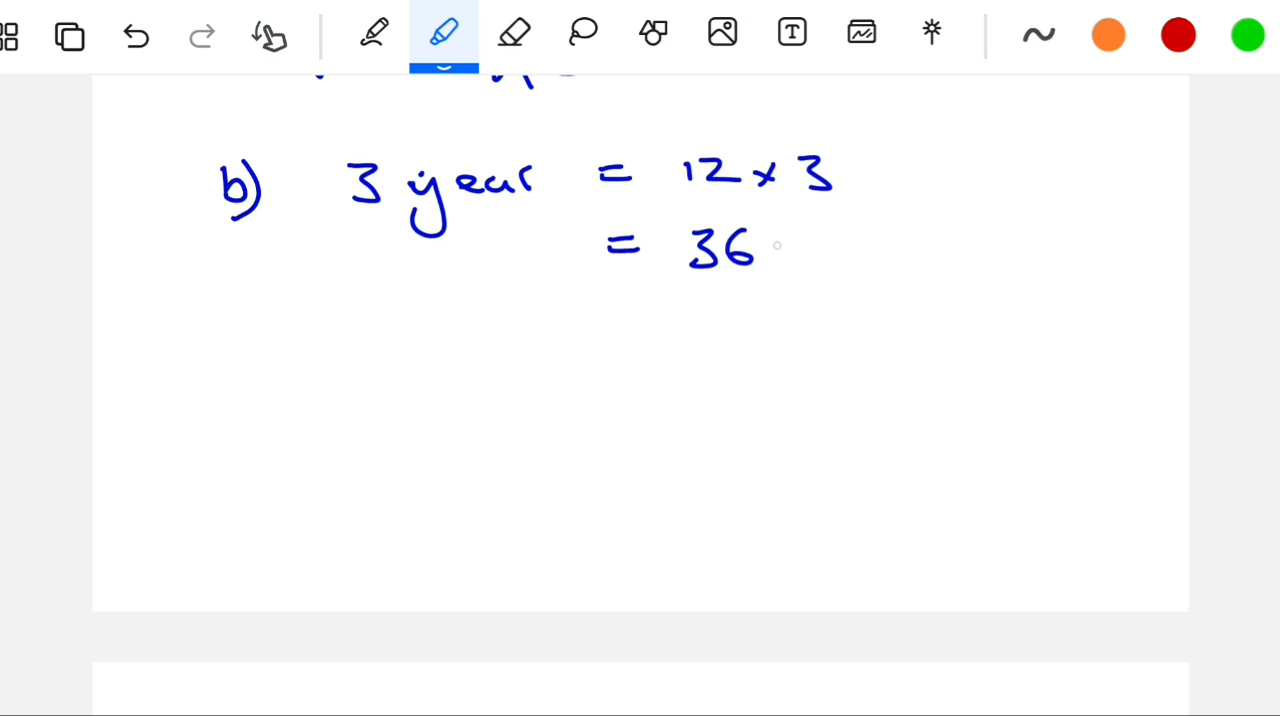 b) 3 year = 12 × 3
= 36